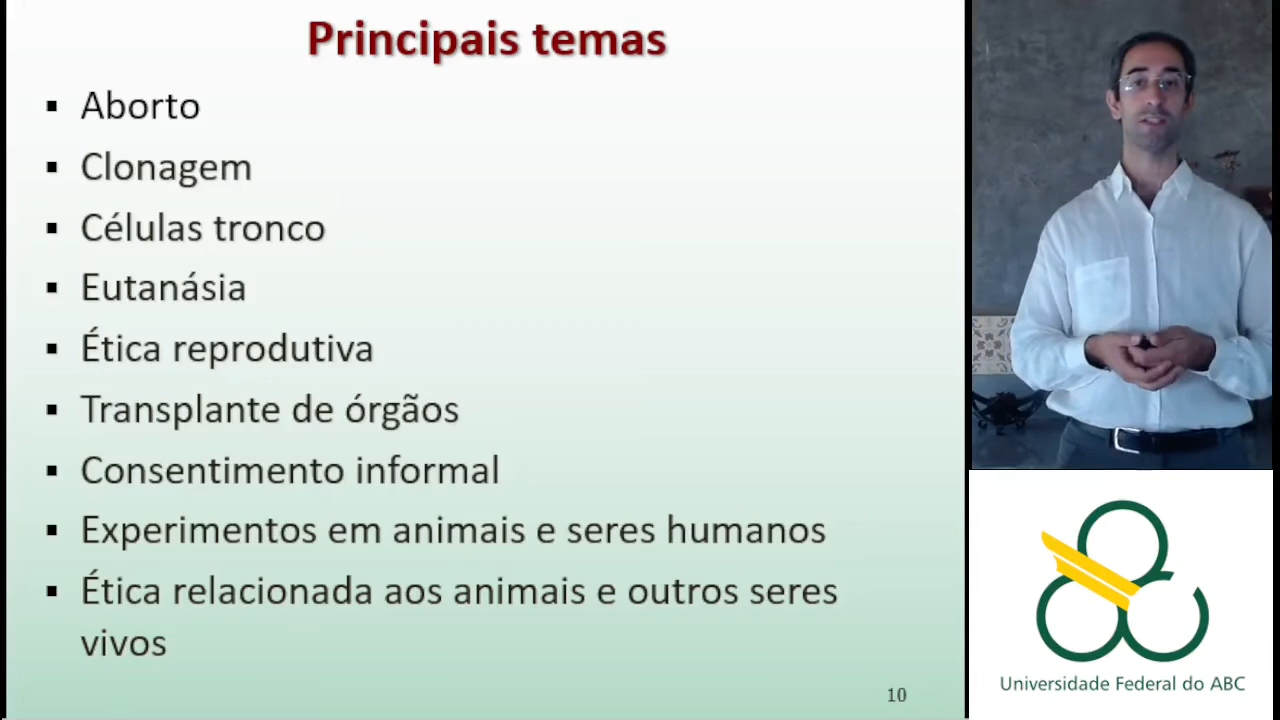 Principais temas
▪ Aborto
▪ Clonagem
▪ Células tronco
▪ Eutanásia
▪ Ética reprodutiva
▪ Transplante de órgãos
▪ Consentimento informal
▪ Experimentos em animais e seres humanos
▪ Ética relacionada aos animais e outros seres
vivos
10
Universidade Federal do ABC